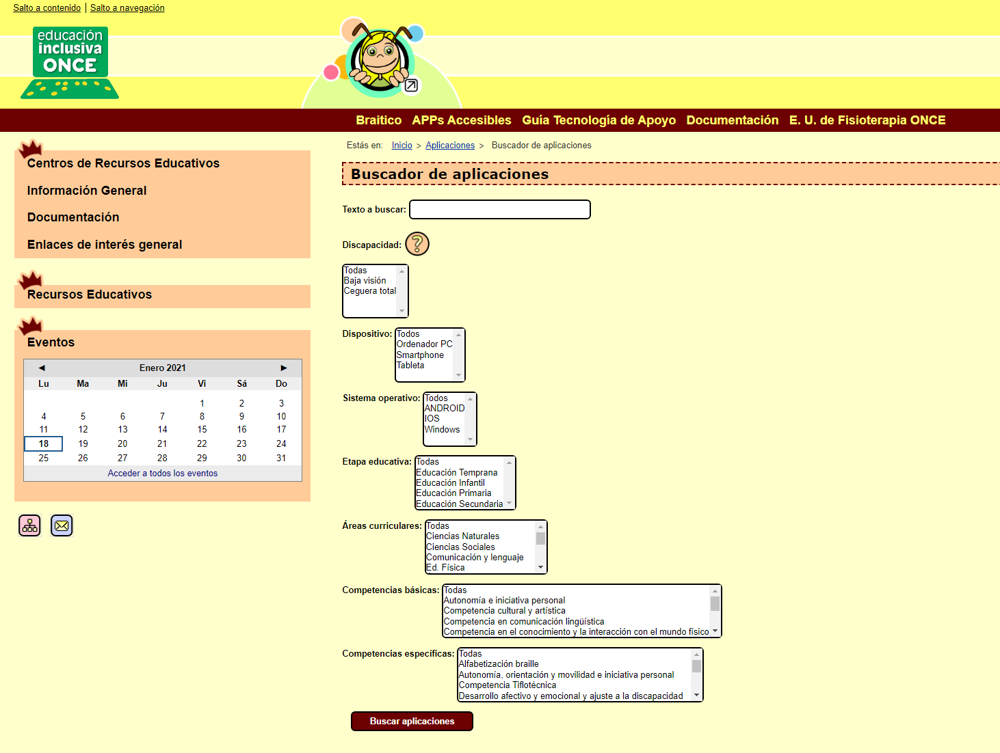 Salto a contenido | Salto a navegación
educación
inclusiva
ONCE
Braitico APPs Accesibles Guía Tecnología de Apoyo Documentación E. U. de Fisioterapia ONCE
Estás en: Inicio > Aplicaciones > Buscador de aplicaciones
Centros de Recursos Educativos
Información General
Documentación
Enlaces de interés general
Recursos Educativos
Eventos
◄ Enero 2021 ►
Lu Ma Mi Ju Vi Sá Do
1 2 3
4 5 6 7 8 9 10
11 12 13 14 15 16 17
18 19 20 21 22 23 24
25 26 27 28 29 30 31
Acceder a todos los eventos
Buscador de aplicaciones
Texto a buscar:
Discapacidad: ?
Todas
Baja visión
Ceguera total
Dispositivo:
Todos
Ordenador PC
Smartphone
Tableta
Sistema operativo:
Todos
ANDROID
IOS
Windows
Etapa educativa:
Todas
Educación Temprana
Educación Infantil
Educación Primaria
Educación Secundaria
Áreas curriculares:
Todas
Ciencias Naturales
Ciencias Sociales
Comunicación y lenguaje
Ed. Física
Competencias básicas:
Todas
Autonomía e iniciativa personal
Competencia cultural y artística
Competencia en comunicación lingüística
Competencia en el conocimiento y la interacción con el mundo físico
Competencias específicas:
Todas
Alfabetización braille
Autonomía, orientación y movilidad e iniciativa personal
Competencia Tiflotécnica
Desarrollo afectivo y emocional y ajuste a la discapacidad
Buscar aplicaciones